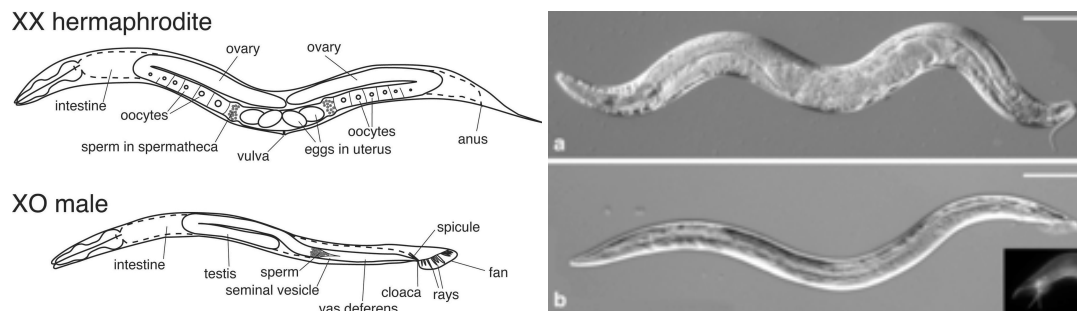 XX hermaphrodite
ovary
ovary
intestine
oocytes
oocytes
anus
sperm in spermatheca
vulva
eggs in uterus
XO male
spicule
intestine
testis
sperm
fan
seminal vesicle
cloaca
rays
vas deferens
a
b